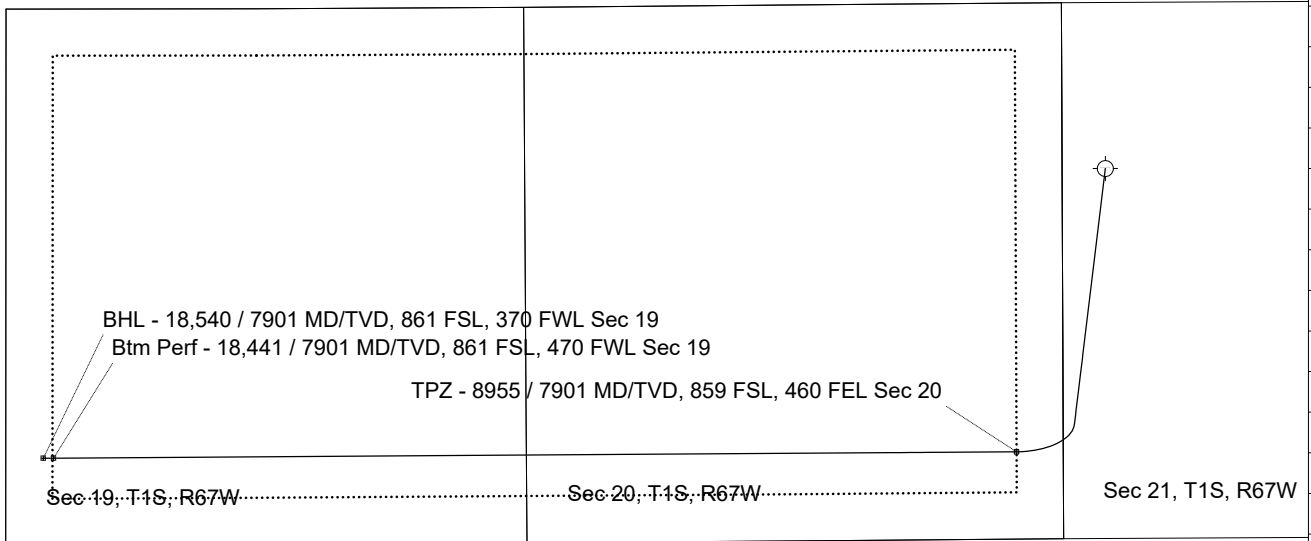 BHL - 18,540 / 7901 MD/TVD, 861 FSL, 370 FWL Sec 19
Btm Perf - 18,441 / 7901 MD/TVD, 861 FSL, 470 FWL Sec 19
TPZ - 8955 / 7901 MD/TVD, 859 FSL, 460 FEL Sec 20
Sec 19, T1S, R67W
Sec 20, T1S, R67W
Sec 21, T1S, R67W